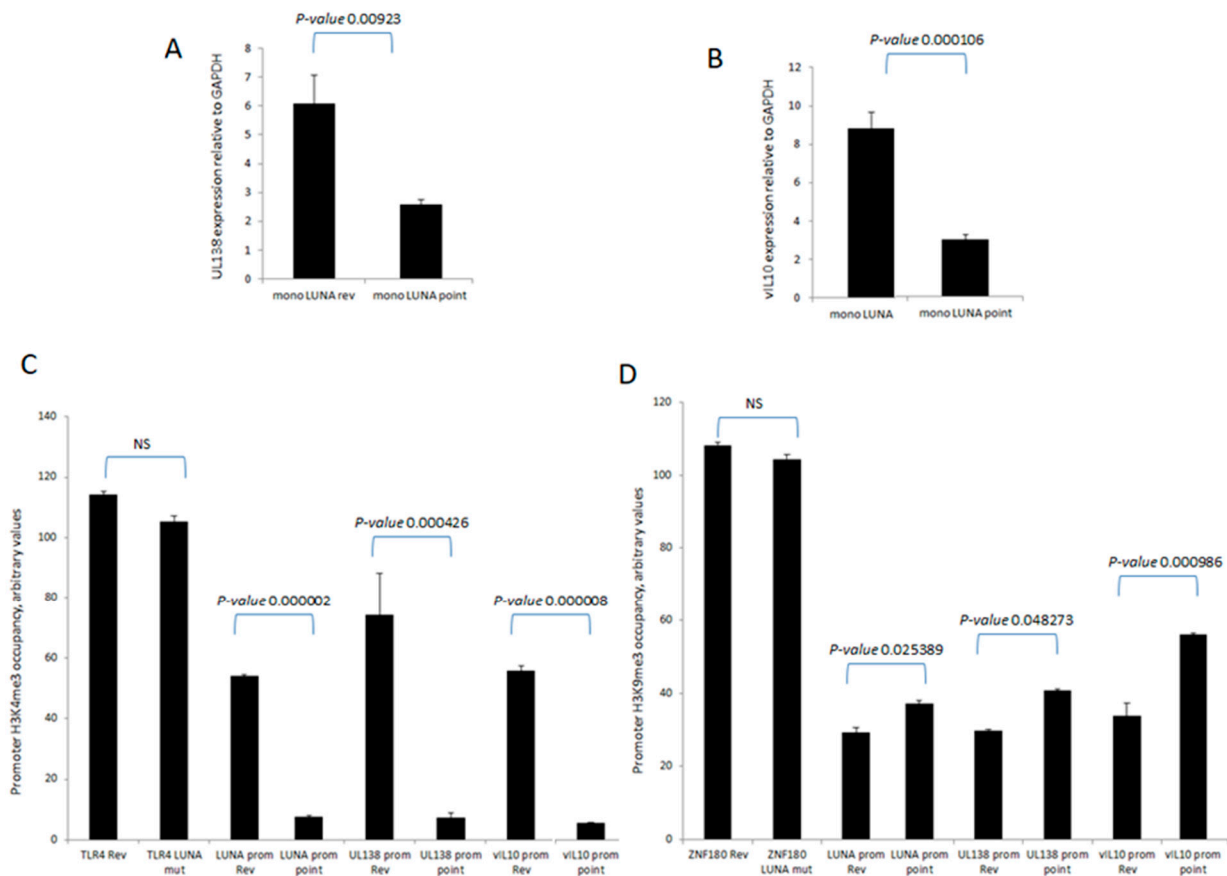 A
P-value 0.00923
UL138 expression relative to GAPDH
8
7
6
5
4
3
2
1
0
mono LUNA rev
mono LUNA point
B
P-value 0.000106
vIL10 expression relative to GAPDH
12
10
8
6
4
2
0
mono LUNA
mono LUNA point
C
Promoter H3K4me3 occupancy, arbitrary values
140
120
100
80
60
40
20
0
NS
P-value 0.000002
P-value 0.000426
P-value 0.000008
TLR4 Rev
TLR4 LUNA
mut
LUNA prom
Rev
LUNA prom
point
UL138 prom
Rev
UL138 prom
point
vIL10 prom
Rev
vIL10 prom
point
D
Promoter H3K9me3 occupancy, arbitrary values
120
100
80
60
40
20
0
NS
P-value 0.025389
P-value 0.048273
P-value 0.000986
ZNF180 Rev
ZNF180
LUNA mut
LUNA prom
Rev
LUNA prom
point
UL138 prom
Rev
UL138 prom
point
vIL10 prom
Rev
vIL10 prom
point